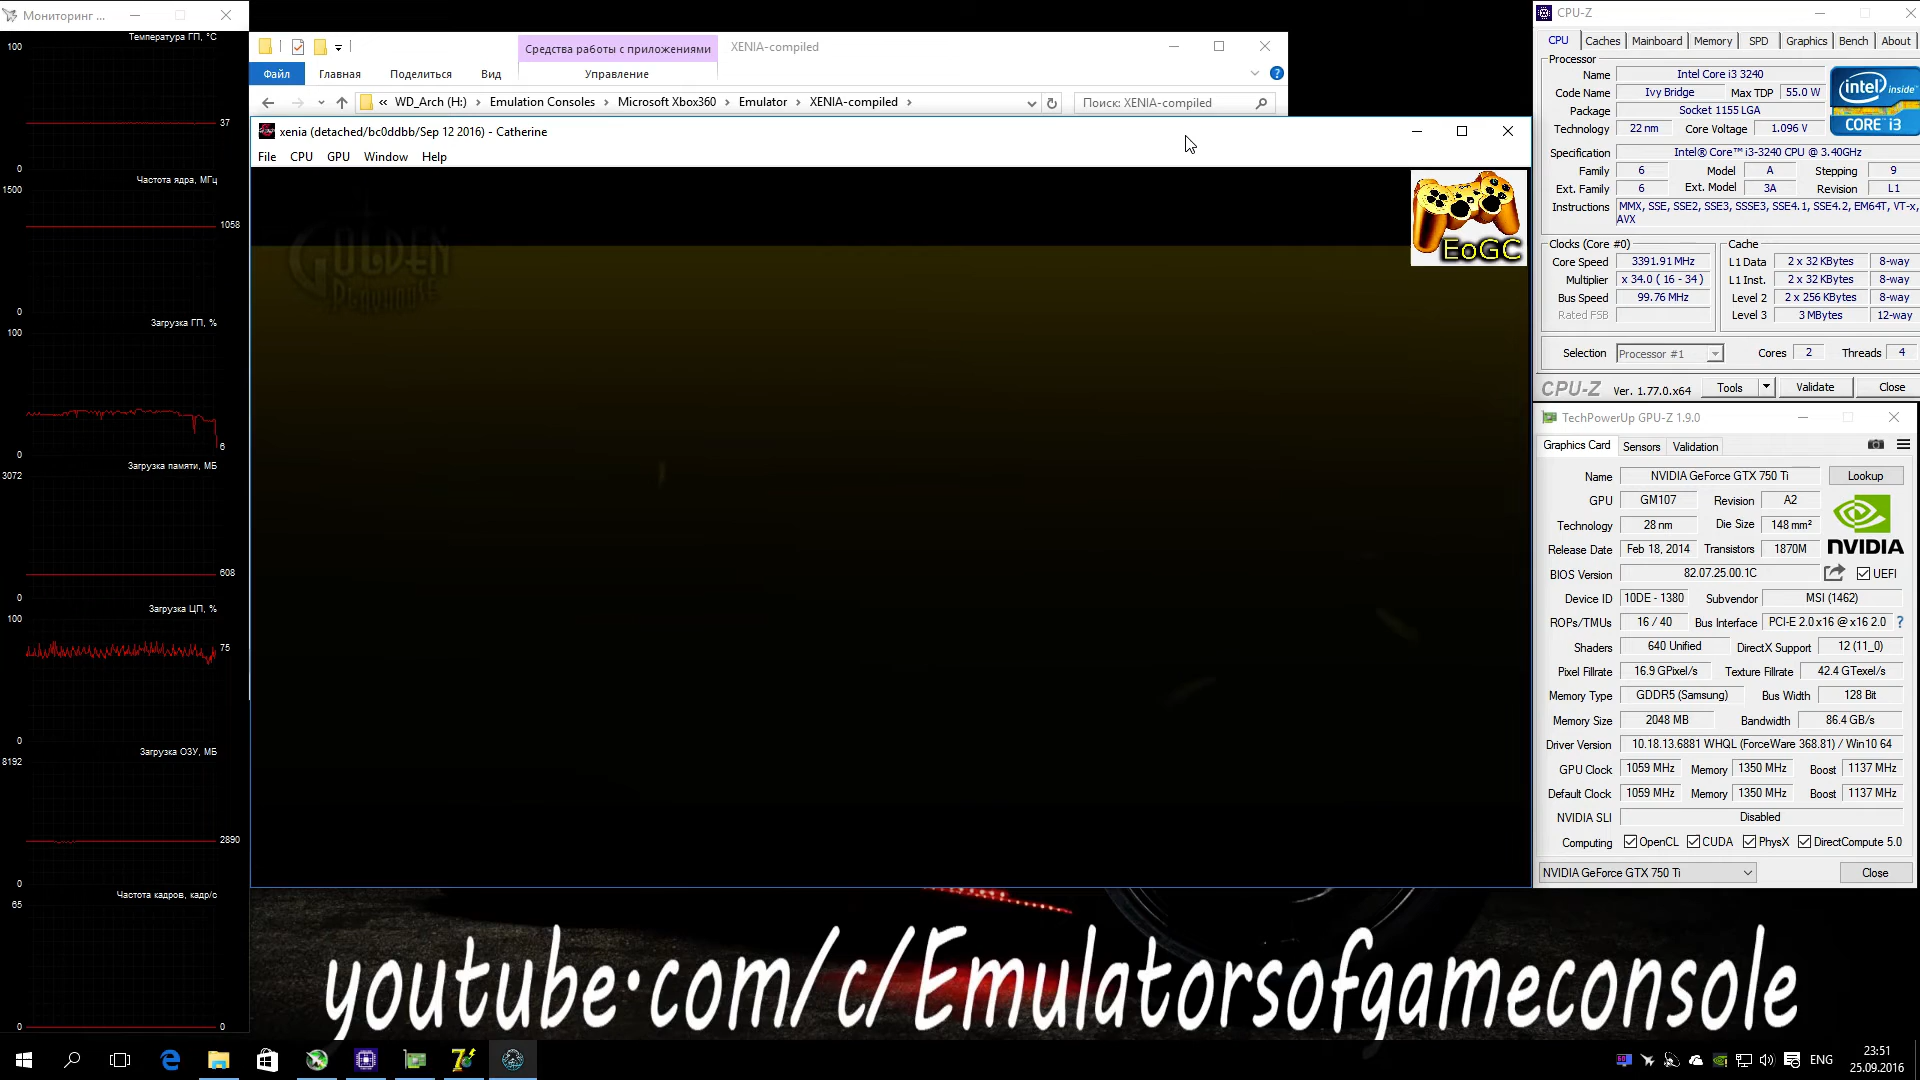 Мониторинг ...
Температура ГП, °C
100
37
0
Частота ядра, МГц
1500
1058
0
Загрузка ГП, %
100
6
0
Загрузка памяти, МБ
3072
608
0
Загрузка ЦП, %
100
75
0
Загрузка ОЗУ, МБ
8192
2890
0
Частота кадров, кадр/с
65
0
0
Средства работы с приложениями
XENIA-compiled
Файл
Главная
Поделиться
Вид
Управление
« WD_Arch (H:) › Emulation Consoles › Microsoft Xbox360 › Emulator › XENIA-compiled ›
Поиск: XENIA-compiled
xenia (detached/bc0ddbb/Sep 12 2016) - Catherine
File CPU GPU Window Help
GOLDEN
Playhouse
EoGC
CPU-Z
CPU Caches Mainboard Memory SPD Graphics Bench About
Processor
Name Intel Core i3 3240
Code Name Ivy Bridge Max TDP 55.0 W
Package Socket 1155 LGA
Technology 22 nm Core Voltage 1.096 V
intel inside™
CORE i3
Specification Intel® Core™ i3-3240 CPU @ 3.40GHz
Family 6 Model A Stepping 9
Ext. Family 6 Ext. Model 3A Revision L1
Instructions MMX, SSE, SSE2, SSE3, SSSE3, SSE4.1, SSE4.2, EM64T, VT-x,
AVX
Clocks (Core #0)
Core Speed 3391.91 MHz
Multiplier x 34.0 ( 16 - 34 )
Bus Speed 99.76 MHz
Rated FSB
Cache
L1 Data 2 x 32 KBytes 8-way
L1 Inst. 2 x 32 KBytes 8-way
Level 2 2 x 256 KBytes 8-way
Level 3 3 MBytes 12-way
Selection Processor #1 Cores 2 Threads 4
CPU-Z Ver. 1.77.0.x64 Tools Validate Close
TechPowerUp GPU-Z 1.9.0
Graphics Card Sensors Validation
Name NVIDIA GeForce GTX 750 Ti Lookup
GPU GM107 Revision A2
Technology 28 nm Die Size 148 mm²
Release Date Feb 18, 2014 Transistors 1870M
NVIDIA
BIOS Version 82.07.25.00.1C UEFI
Device ID 10DE - 1380 Subvendor MSI (1462)
ROPs/TMUs 16 / 40 Bus Interface PCI-E 2.0 x16 @ x16 2.0 ?
Shaders 640 Unified DirectX Support 12 (11_0)
Pixel Fillrate 16.9 GPixel/s Texture Fillrate 42.4 GTexel/s
Memory Type GDDR5 (Samsung) Bus Width 128 Bit
Memory Size 2048 MB Bandwidth 86.4 GB/s
Driver Version 10.18.13.6881 WHQL (ForceWare 368.81) / Win10 64
GPU Clock 1059 MHz Memory 1350 MHz Boost 1137 MHz
Default Clock 1059 MHz Memory 1350 MHz Boost 1137 MHz
NVIDIA SLI Disabled
Computing OpenCL CUDA PhysX DirectCompute 5.0
NVIDIA GeForce GTX 750 Ti Close
youtube.com/c/Emulatorsofgameconsole
ENG
23:51
25.09.2016